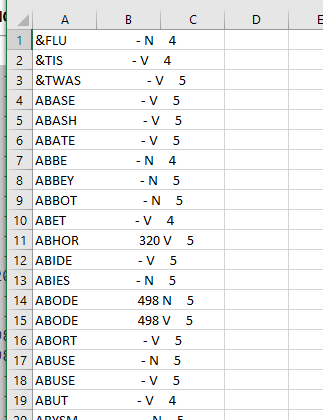 A B C D E
1 &FLU - N 4
2 &TIS - V 4
3 &TWAS - V 5
4 ABASE - V 5
5 ABASH - V 5
6 ABATE - V 5
7 ABBE - N 4
8 ABBEY - N 5
9 ABBOT - N 5
10 ABET - V 4
11 ABHOR 320 V 5
12 ABIDE - V 5
13 ABIES - N 5
14 ABODE 498 N 5
15 ABODE 498 V 5
16 ABORT - V 5
17 ABUSE - N 5
18 ABUSE - V 5
19 ABUT - V 4
20 ABYSM - N 5